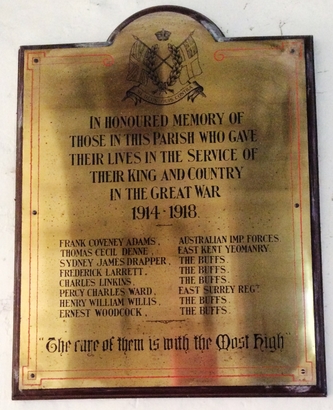 IN HONOURED MEMORY OF
THOSE IN THIS PARISH WHO GAVE
THEIR LIVES IN THE SERVICE OF
THEIR KING AND COUNTRY
IN THE GREAT WAR
1914-1918.
FRANK COVENEY ADAMS, AUSTRALIAN IMP. FORCES
THOMAS CECIL DENNE, EAST KENT YEOMANRY.
SYDNEY JAMES DRAPPER, THE BUFFS.
FREDERICK LARRETT, THE BUFFS.
CHARLES LINKINS, THE BUFFS.
PERCY CHARLES WARD, EAST SURREY REGT
HENRY WILLIAM WILLIS, THE BUFFS.
ERNEST WOODCOCK, THE BUFFS.
"The care of them is with the Most High"